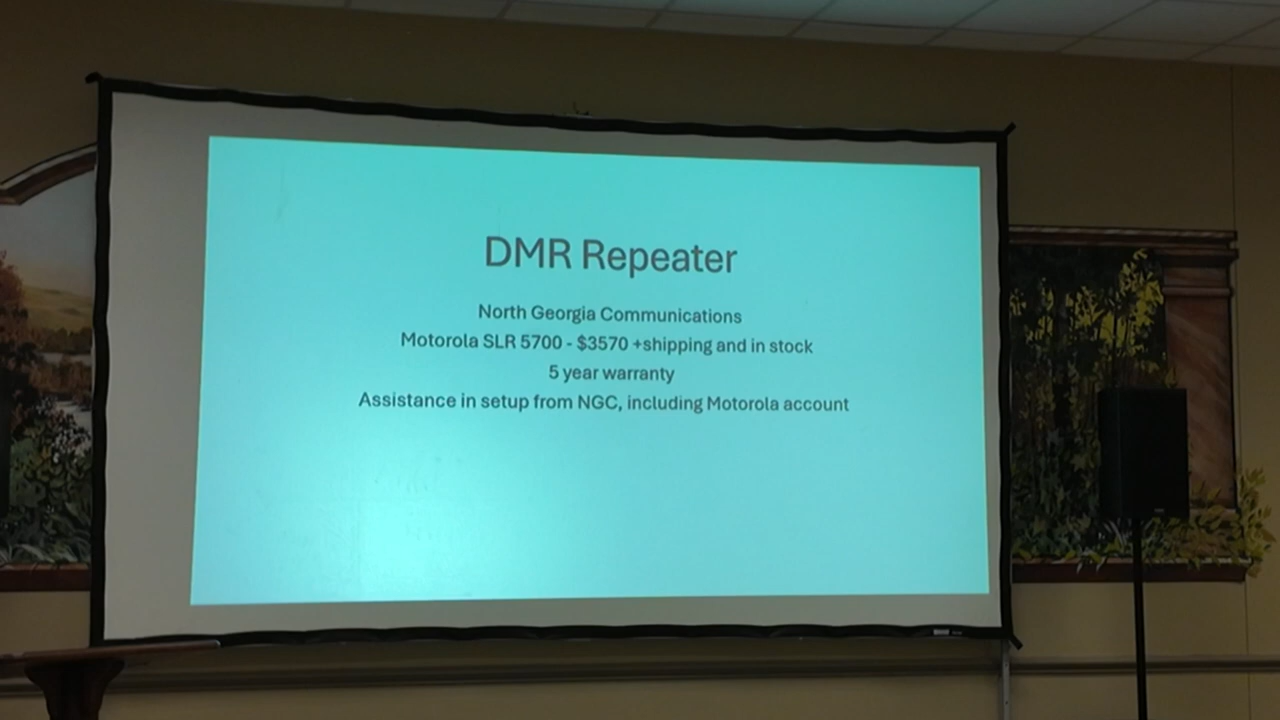 DMR Repeater
North Georgia Communications
Motorola SLR 5700 - $3570 +shipping and in stock
5 year warranty
Assistance in setup from NGC, including Motorola account